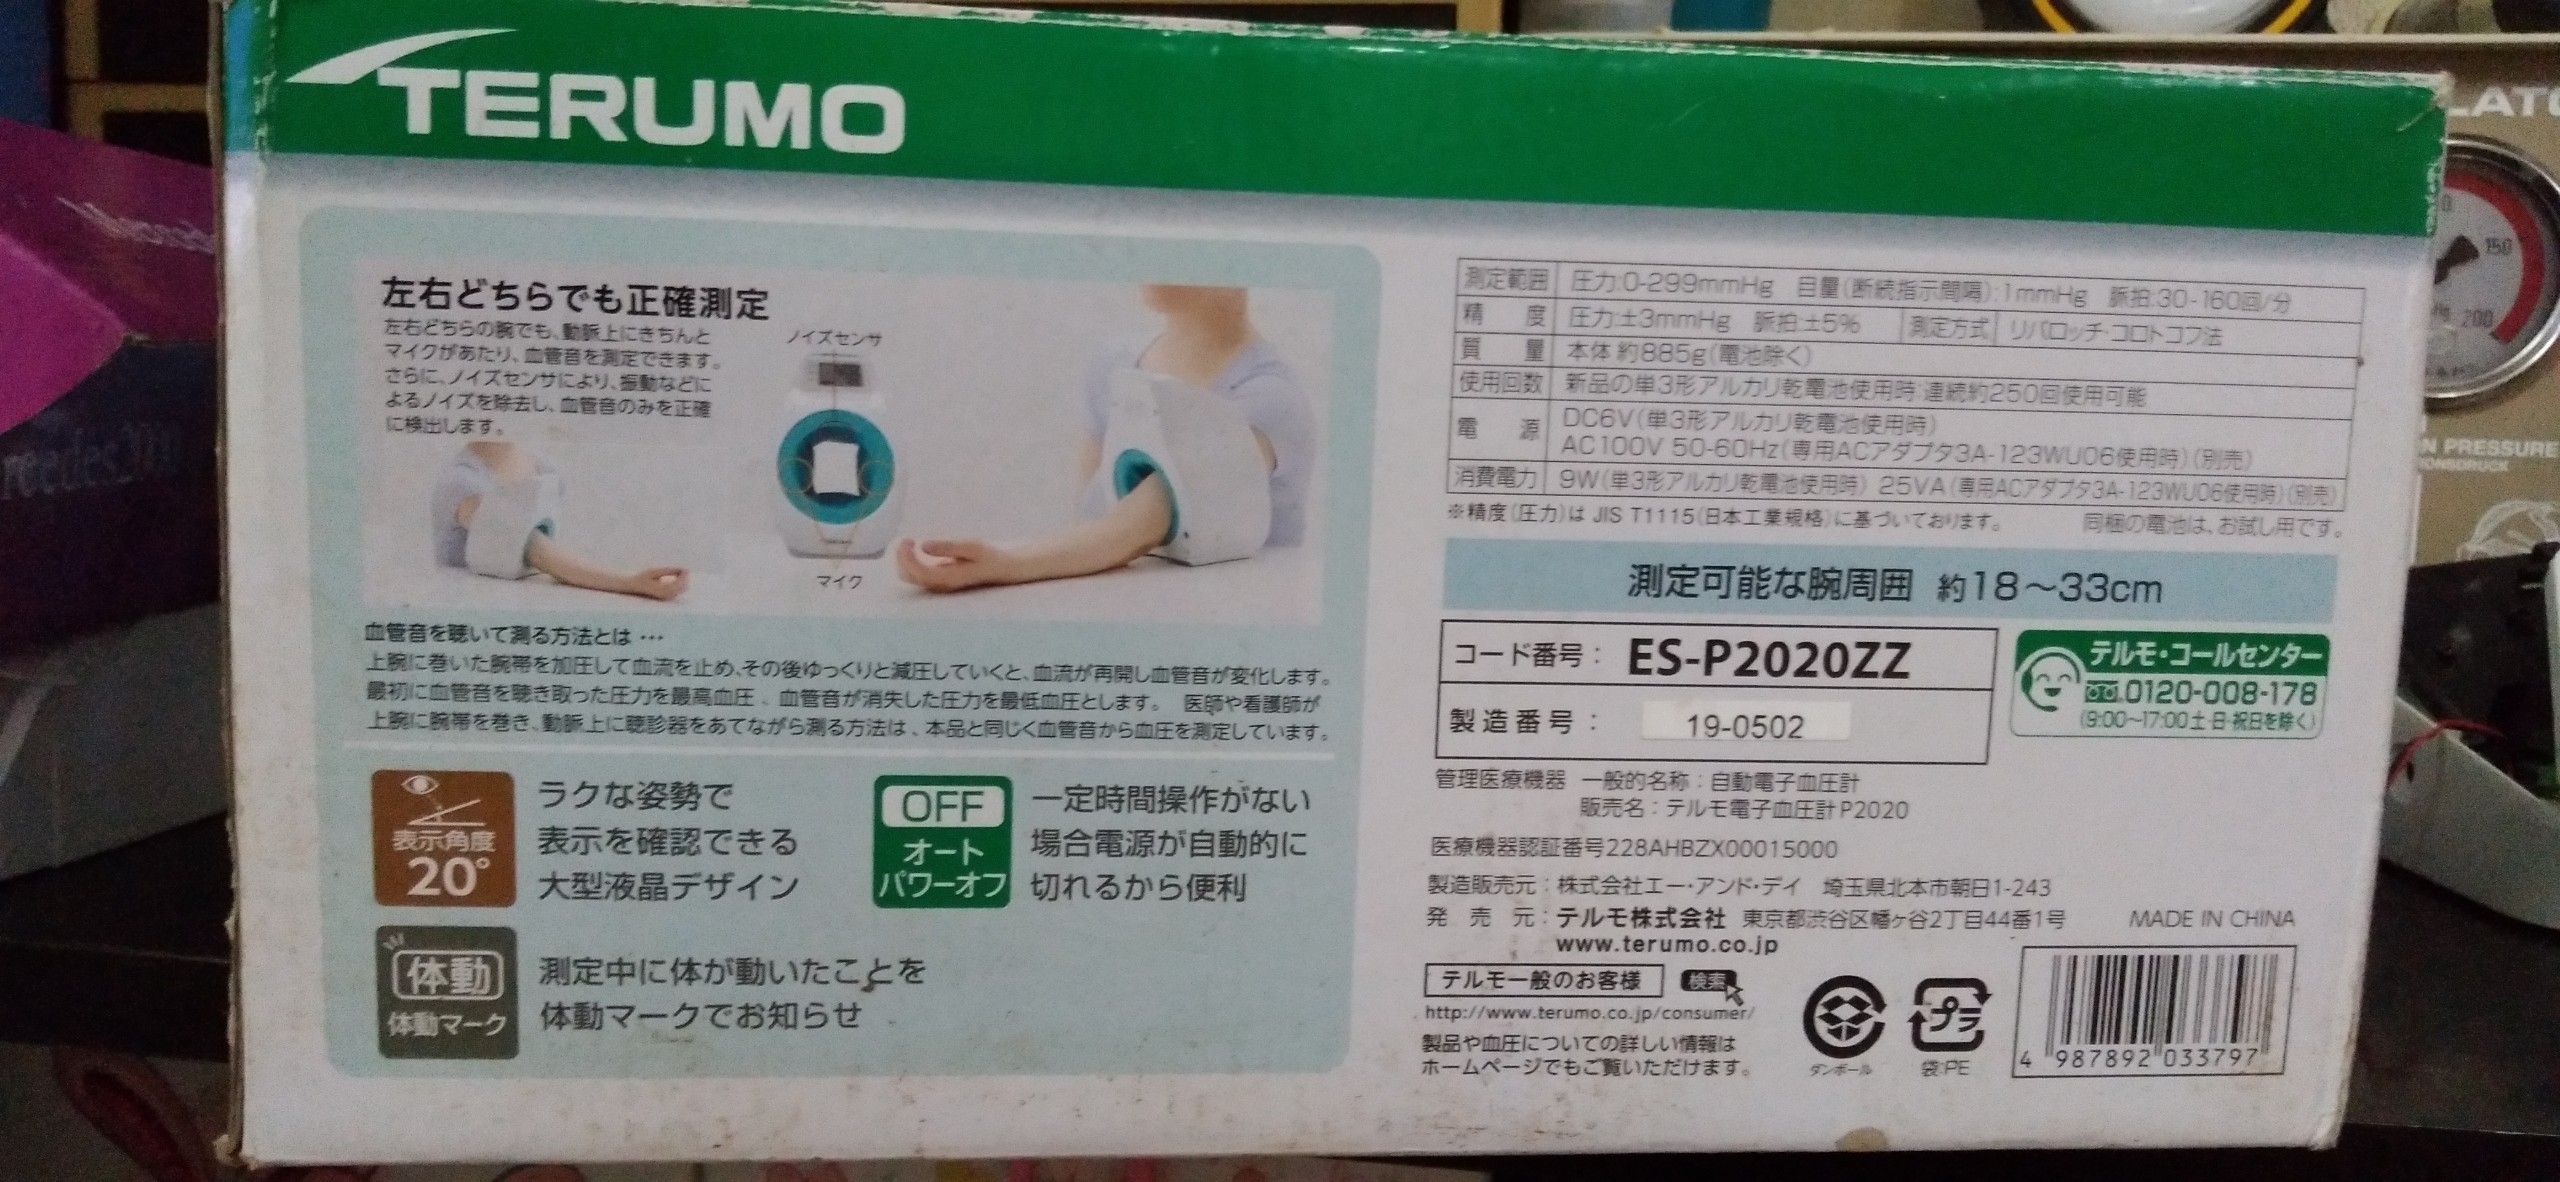 TERUMO
左右どちらでも正確測定
左右どちらの腕でも、動脈上にきちんと
マイクがあたり、血管音を測定できます。
さらに、ノイズセンサにより、振動などに
よるノイズを除去し、血管音のみを正確
に検出します。
ノイズセンサ
マイク
血管音を聴いて測る方法とは…
上腕に巻いた腕帯を加圧して血流を止め、その後ゆっくりと減圧していくと、血流が再開し血管音が変化します。
最初に血管音を聴き取った圧力を最高血圧、血管音が消失した圧力を最低血圧とします。 医師や看護師が
上腕に腕帯を巻き、動脈上に聴診器をあてながら測る方法は、本品と同じく血管音から血圧を測定しています。
表示角度
20°
ラクな姿勢で
表示を確認できる
大型液晶デザイン
OFF
オート
パワーオフ
一定時間操作がない
場合電源が自動的に
切れるから便利
体動
体動マーク
測定中に体が動いたことを
体動マークでお知らせ
測定範囲 圧力:0-299mmHg 目量(断続指示間隔):1mmHg 脈拍:30-160回/分
精度 圧力:±3mmHg 脈拍:±5% 測定方式 リバロッチ・コロトコフ法
質量 本体 約885g(電池除く)
使用回数 新品の単3形アルカリ乾電池使用時:連続約250回使用可能
電源 DC6V(単3形アルカリ乾電池使用時)
AC100V 50-60Hz(専用ACアダプタ3A-123WU06使用時)(別売)
消費電力 9W(単3形アルカリ乾電池使用時) 25VA(専用ACアダプタ3A-123WU06使用時)(別売)
※精度(圧力)は JIS T1115(日本工業規格)に基づいております。 同梱の電池は、お試し用です。
測定可能な腕周囲 約18〜33cm
コード番号: ES-P2020ZZ
製造番号: 19-0502
テルモ・コールセンター
0120-008-178
(9:00〜17:00土・日・祝日を除く)
管理医療機器 一般的名称:自動電子血圧計
販売名:テルモ電子血圧計P2020
医療機器認証番号228AHBZX00015000
製造販売元:株式会社エー・アンド・デイ 埼玉県北本市朝日1-243
発売元:テルモ株式会社 東京都渋谷区幡ヶ谷2丁目44番1号 MADE IN CHINA
www.terumo.co.jp
テルモ一般のお客様 検索
http://www.terumo.co.jp/consumer/
製品や血圧についての詳しい情報は
ホームページでもご覧いただけます。
ダンボール
プラ
袋:PE
4 987892 033797
150
200
N PRESSURE
ONSDRUCK